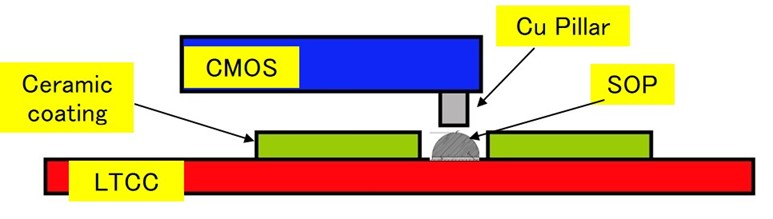 Cu Pillar
CMOS
SOP
Ceramic
coating
LTCC